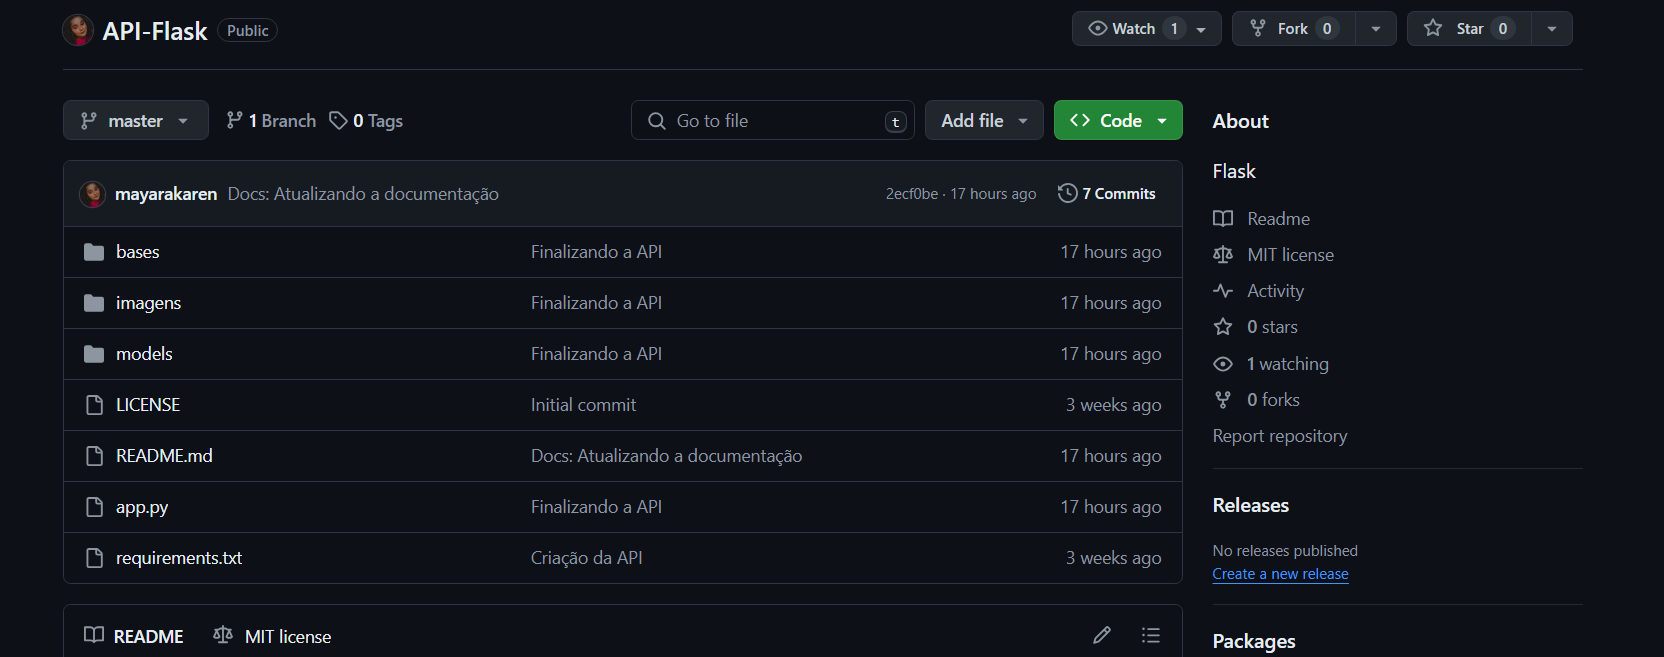 API-Flask Public Watch 1 Fork 0 Star 0
master 1 Branch 0 Tags Go to file t Add file Code
mayarakaren Docs: Atualizando a documentação 2ecf0be · 17 hours ago 7 Commits
bases Finalizando a API 17 hours ago
imagens Finalizando a API 17 hours ago
models Finalizando a API 17 hours ago
LICENSE Initial commit 3 weeks ago
README.md Docs: Atualizando a documentação 17 hours ago
app.py Finalizando a API 17 hours ago
requirements.txt Criação da API 3 weeks ago
README MIT license
About
Flask
Readme
MIT license
Activity
0 stars
1 watching
0 forks
Report repository
Releases
No releases published
Create a new release
Packages